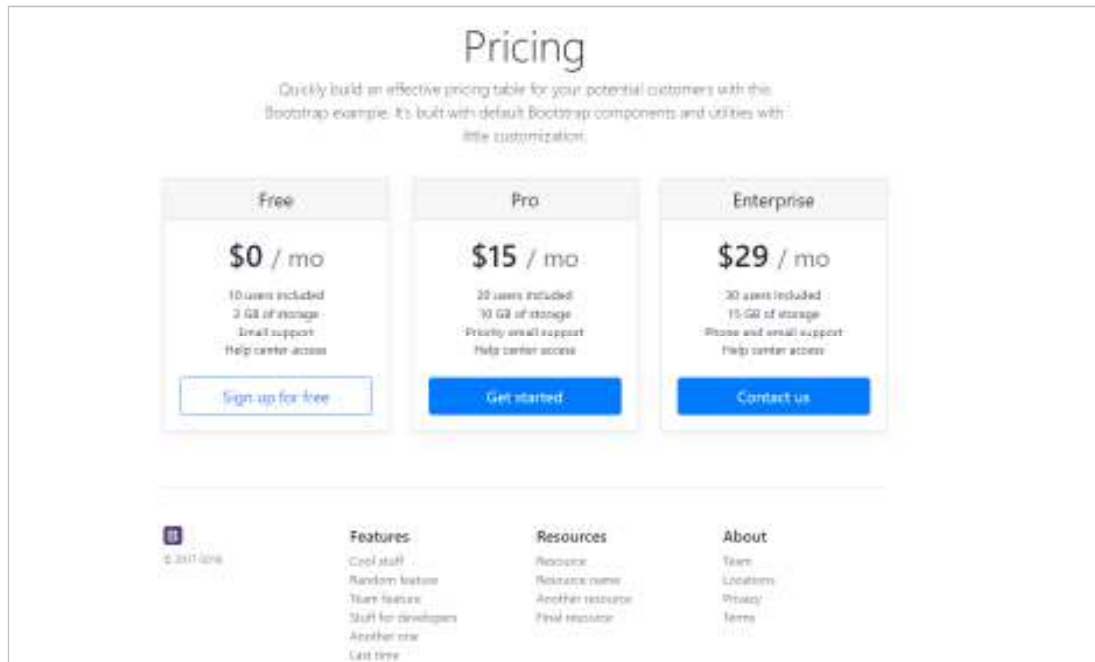 Pricing
Quickly build an effective pricing table for your potential customers with this
Bootstrap example. It's built with default Bootstrap components and utilities with
little customization.
Free
$0 / mo
10 users included
2 GB of storage
Email support
Help center access
Sign up for free
Pro
$15 / mo
20 users included
10 GB of storage
Priority email support
Help center access
Get started
Enterprise
$29 / mo
30 users included
15 GB of storage
Phone and email support
Help center access
Contact us
B
© 2017-2018
Features
Cool stuff
Random feature
Team feature
Stuff for developers
Another one
Last time
Resources
Resource
Resource name
Another resource
Final resource
About
Team
Locations
Privacy
Terms